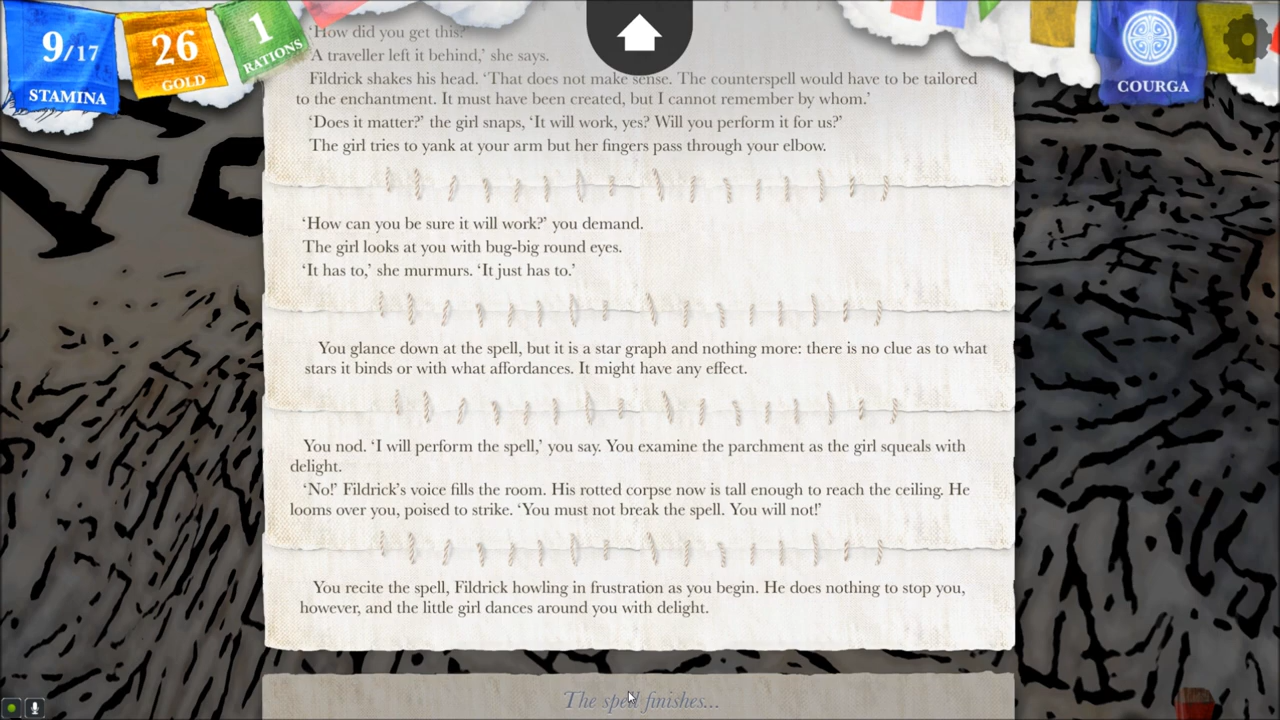 9/17
STAMINA
26
GOLD
1
RATIONS
COURGA
‘How did you get this?’
‘A traveller left it behind,’ she says.
Fildrick shakes his head. ‘That does not make sense. The counterspell would have to be tailored
to the enchantment. It must have been created, but I cannot remember by whom.’
‘Does it matter?’ the girl snaps, ‘It will work, yes? Will you perform it for us?’
The girl tries to yank at your arm but her fingers pass through your elbow.
‘How can you be sure it will work?’ you demand.
The girl looks at you with bug-big round eyes.
‘It has to,’ she murmurs. ‘It just has to.’
You glance down at the spell, but it is a star graph and nothing more: there is no clue as to what
stars it binds or with what affordances. It might have any effect.
You nod. ‘I will perform the spell,’ you say. You examine the parchment as the girl squeals with
delight.
‘No!’ Fildrick’s voice fills the room. His rotted corpse now is tall enough to reach the ceiling. He
looms over you, poised to strike. ‘You must not break the spell. You will not!’
You recite the spell, Fildrick howling in frustration as you begin. He does nothing to stop you,
however, and the little girl dances around you with delight.
The spell finishes...